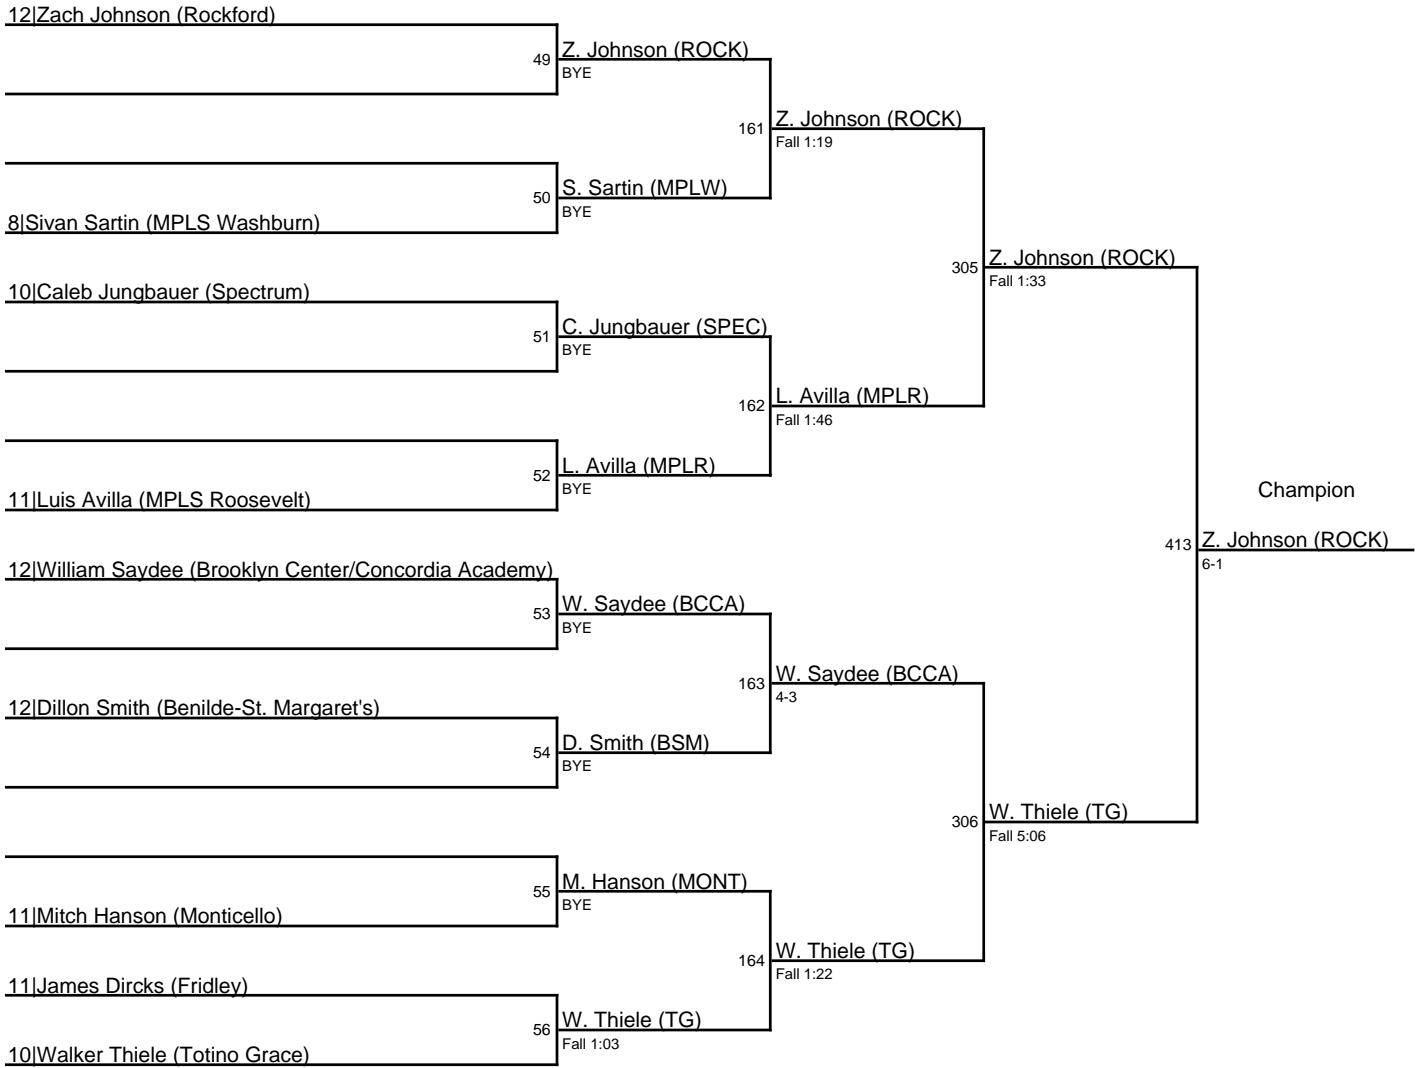 12|Zach Johnson (Rockford)
49
Z. Johnson (ROCK)
BYE
161
Z. Johnson (ROCK)
Fall 1:19
50
S. Sartin (MPLW)
BYE
8|Sivan Sartin (MPLS Washburn)
305
Z. Johnson (ROCK)
Fall 1:33
10|Caleb Jungbauer (Spectrum)
51
C. Jungbauer (SPEC)
BYE
162
L. Avilla (MPLR)
Fall 1:46
52
L. Avilla (MPLR)
BYE
11|Luis Avilla (MPLS Roosevelt)
Champion
413
Z. Johnson (ROCK)
6-1
12|William Saydee (Brooklyn Center/Concordia Academy)
53
W. Saydee (BCCA)
BYE
163
W. Saydee (BCCA)
4-3
12|Dillon Smith (Benilde-St. Margaret's)
54
D. Smith (BSM)
BYE
306
W. Thiele (TG)
Fall 5:06
55
M. Hanson (MONT)
BYE
11|Mitch Hanson (Monticello)
164
W. Thiele (TG)
Fall 1:22
11|James Dircks (Fridley)
56
W. Thiele (TG)
Fall 1:03
10|Walker Thiele (Totino Grace)